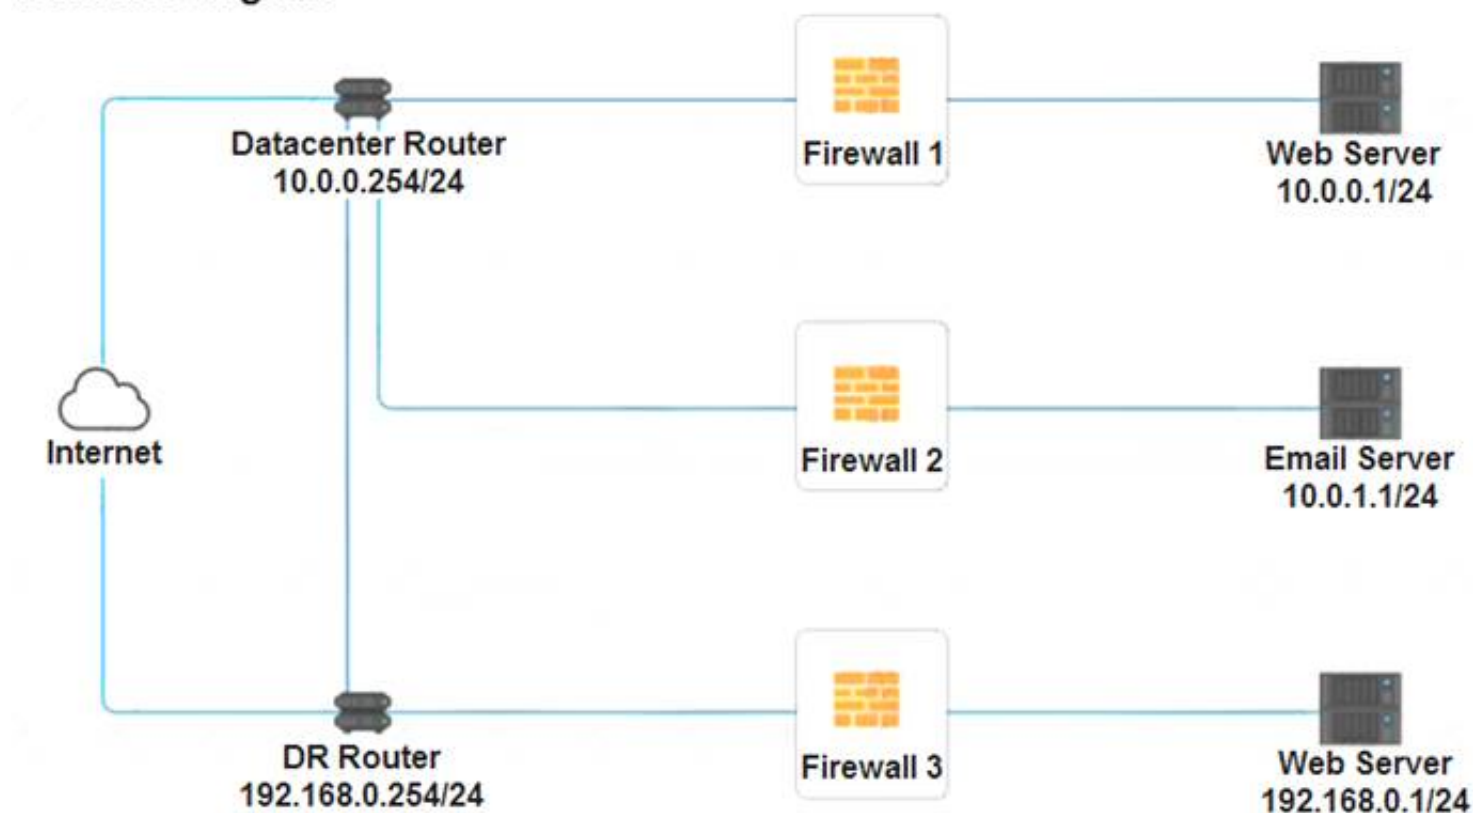 Datacenter Router
10.0.0.254/24
Firewall 1
Web Server
10.0.0.1/24
Internet
Firewall 2
Email Server
10.0.1.1/24
DR Router
192.168.0.254/24
Firewall 3
Web Server
192.168.0.1/24